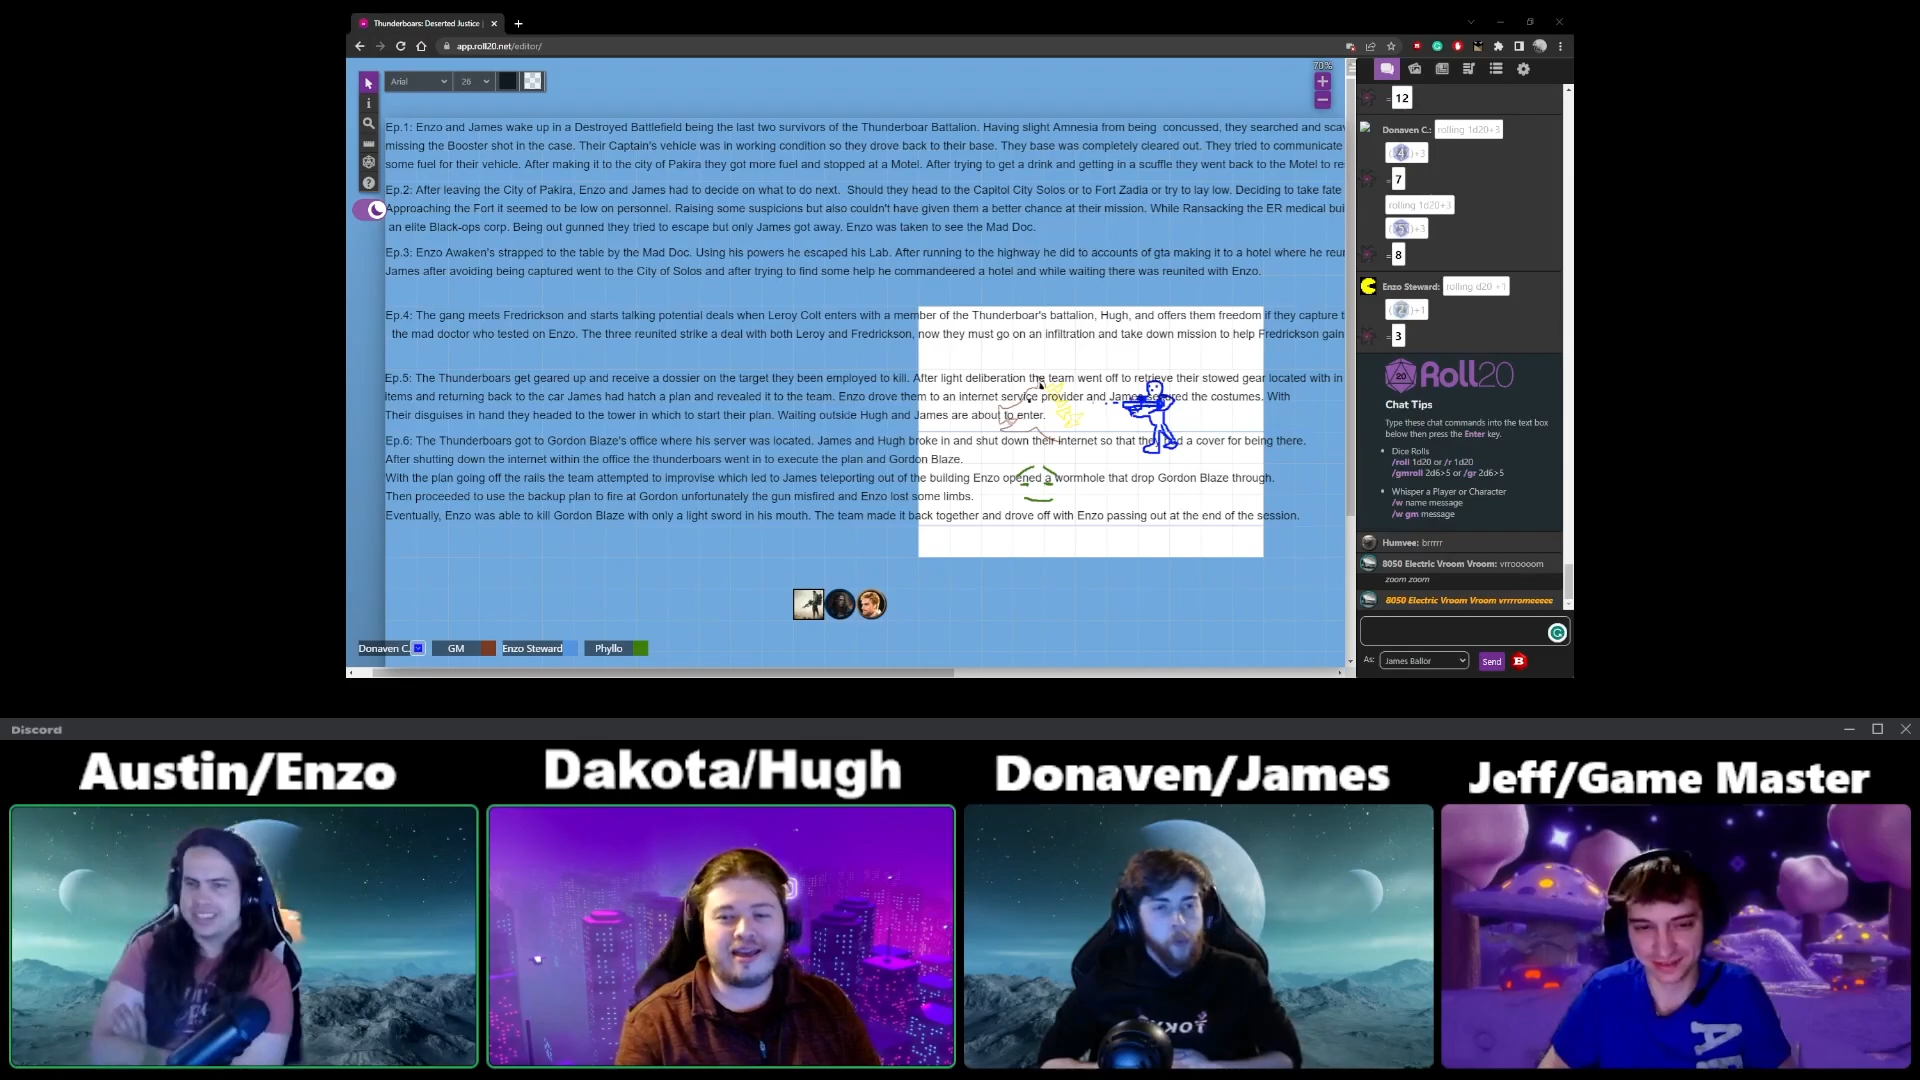 Thunderboars: Deserted Justice |
app.roll20.net/editor/
Arial
26
70%
Ep.1: Enzo and James wake up in a Destroyed Battlefield being the last two survivors of the Thunderboar Battalion. Having slight Amnesia from being concussed, they searched and
missing the Booster shot in the case. Their Captain's vehicle was in working condition so they drove back to their base. They base was completely cleared out. They tried to communicate
some fuel for their vehicle. After making it to the city of Pakira they got more fuel and stopped at a Motel. After trying to get a drink and getting in a scuffle they went back to the Motel to
Ep.2: After leaving the City of Pakira, Enzo and James had to decide on what to do next. Should they head to the Capitol City Solos or to Fort Zadia or try to lay low. Deciding to take fate
Approaching the Fort it seemed to be low on personnel. Raising some suspicions but also couldn't have given them a better chance at their mission. While Ransacking the ER medical
an elite Black-ops corp. Being out gunned they tried to escape but only James got away. Enzo was taken to see the Mad Doc.
Ep.3: Enzo Awaken's strapped to the table by the Mad Doc. Using his powers he escaped his Lab. After running to the highway he did to accounts of gta making it to a hotel where he
James after avoiding being captured went to the City of Solos and after trying to find some help he commandeered a hotel and while waiting there was reunited with Enzo.
Ep.4: The gang meets Fredrickson and starts talking potential deals when Leroy Colt enters with a member of the Thunderboar's battalion, Hugh, and offers them freedom if they capture
the mad doctor who tested on Enzo. The three reunited strike a deal with both Leroy and Fredrickson, now they must go on an infiltration and take down mission to help Fredrickson gain
Ep.5: The Thunderboars get geared up and receive a dossier on the target they been employed to kill. After light deliberation the team went off to retrieve their stowed gear located with in
items and returning back to the car James had hatch a plan and revealed it to the team. Enzo drove them to an internet service provider and James secured the costumes. With
Their disguises in hand they headed to the tower in which to start their plan. Waiting outside Hugh and James are about to enter.
Ep.6: The Thunderboars got to Gordon Blaze's office where his server was located. James and Hugh broke in and shut down their internet so that they had a cover for being there.
After shutting down the internet within the office the thunderboars went in to execute the plan and Gordon Blaze.
With the plan going off the rails the team attempted to improvise which led to James teleporting out of the building Enzo opened a wormhole that drop Gordon Blaze through.
Then proceeded to use the backup plan to fire at Gordon unfortunately the gun misfired and Enzo lost some limbs.
Eventually, Enzo was able to kill Gordon Blaze with only a light sword in his mouth. The team made it back together and drove off with Enzo passing out at the end of the session.
Donaven C.
GM
Enzo Steward
Phyllo
= 12
Donaven C.: rolling 1d20+3
(4)+3
= 7
rolling 1d20+3
(5)+3
= 8
Enzo Steward: rolling d20 +1
(2)+1
= 3
Roll20
Chat Tips
Type these chat commands into the text box
below then press the Enter key.
• Dice Rolls
/roll 1d20 or /r 1d20
/gmroll 2d6>5 or /gr 2d6>5
• Whisper a Player or Character
/w name message
/w gm message
Humvee: brrrrr
8050 Electric Vroom Vroom: vrrooooom
zoom zoom
8050 Electric Vroom Vroom vrrrromeeeee
As: James Ballor
Send
B
Discord
Austin/Enzo
Dakota/Hugh
Donaven/James
Jeff/Game Master